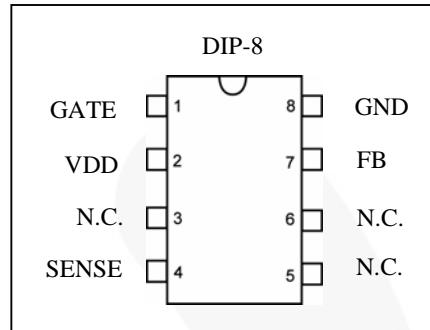 DIP-8
GATE 1 8 GND
VDD 2 7 FB
N.C. 3 6 N.C.
SENSE 4 5 N.C.